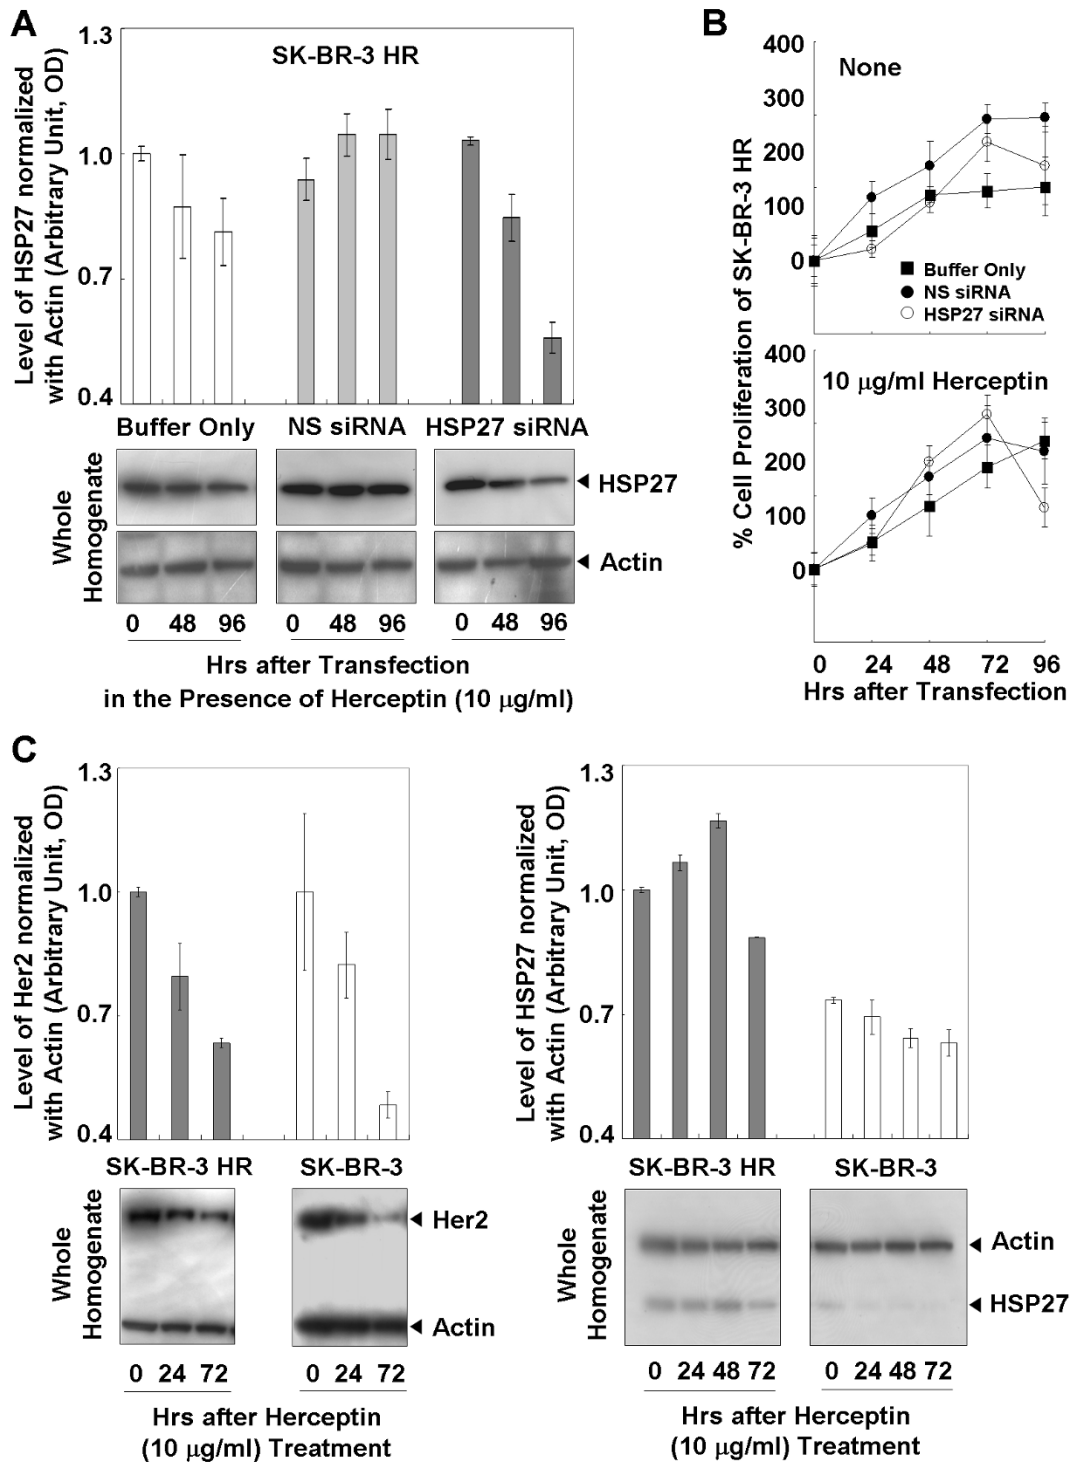 A
1.3
1.0
0.7
0.4
Level of HSP27 normalized
with Actin (Arbitrary Unit, OD)
SK-BR-3 HR
Buffer Only
NS siRNA
HSP27 siRNA
Whole
Homogenate
HSP27
Actin
0 48 96
0 48 96
0 48 96
Hrs after Transfection
in the Presence of Herceptin (10 μg/ml)
B
% Cell Proliferation of SK-BR-3 HR
400
300
200
100
0
None
Buffer Only
NS siRNA
HSP27 siRNA
400
300
200
100
0
10 μg/ml Herceptin
0 24 48 72 96
Hrs after Transfection
C
Level of Her2 normalized
with Actin (Arbitrary Unit, OD)
1.3
1.0
0.7
0.4
SK-BR-3 HR
SK-BR-3
Whole
Homogenate
Her2
Actin
0 24 72
0 24 72
Hrs after Herceptin
(10 μg/ml) Treatment
Level of HSP27 normalized
with Actin (Arbitrary Unit, OD)
1.3
1.0
0.7
0.4
SK-BR-3 HR
SK-BR-3
Whole
Homogenate
Actin
HSP27
0 24 48 72
0 24 48 72
Hrs after Herceptin
(10 μg/ml) Treatment